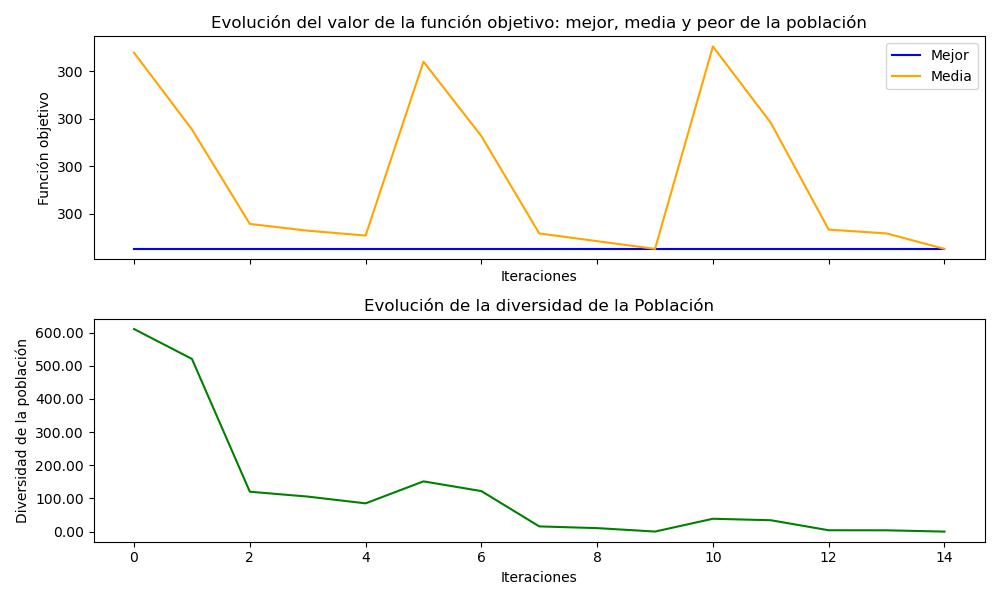 Evolución del valor de la función objetivo: mejor, media y peor de la población
Función objetivo
300
300
300
300
Mejor
Media
Iteraciones
Evolución de la diversidad de la Población
Diversidad de la población
600.00
500.00
400.00
300.00
200.00
100.00
0.00
0 2 4 6 8 10 12 14
Iteraciones